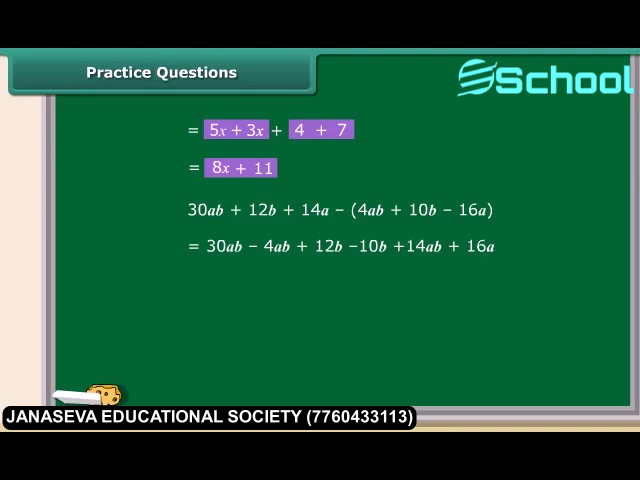 Practice Questions
School
= 5x + 3x + 4 + 7
= 8x + 11
30ab + 12b + 14a – (4ab + 10b – 16a)
= 30ab – 4ab + 12b –10b +14ab + 16a
JANASEVA EDUCATIONAL SOCIETY (7760433113)